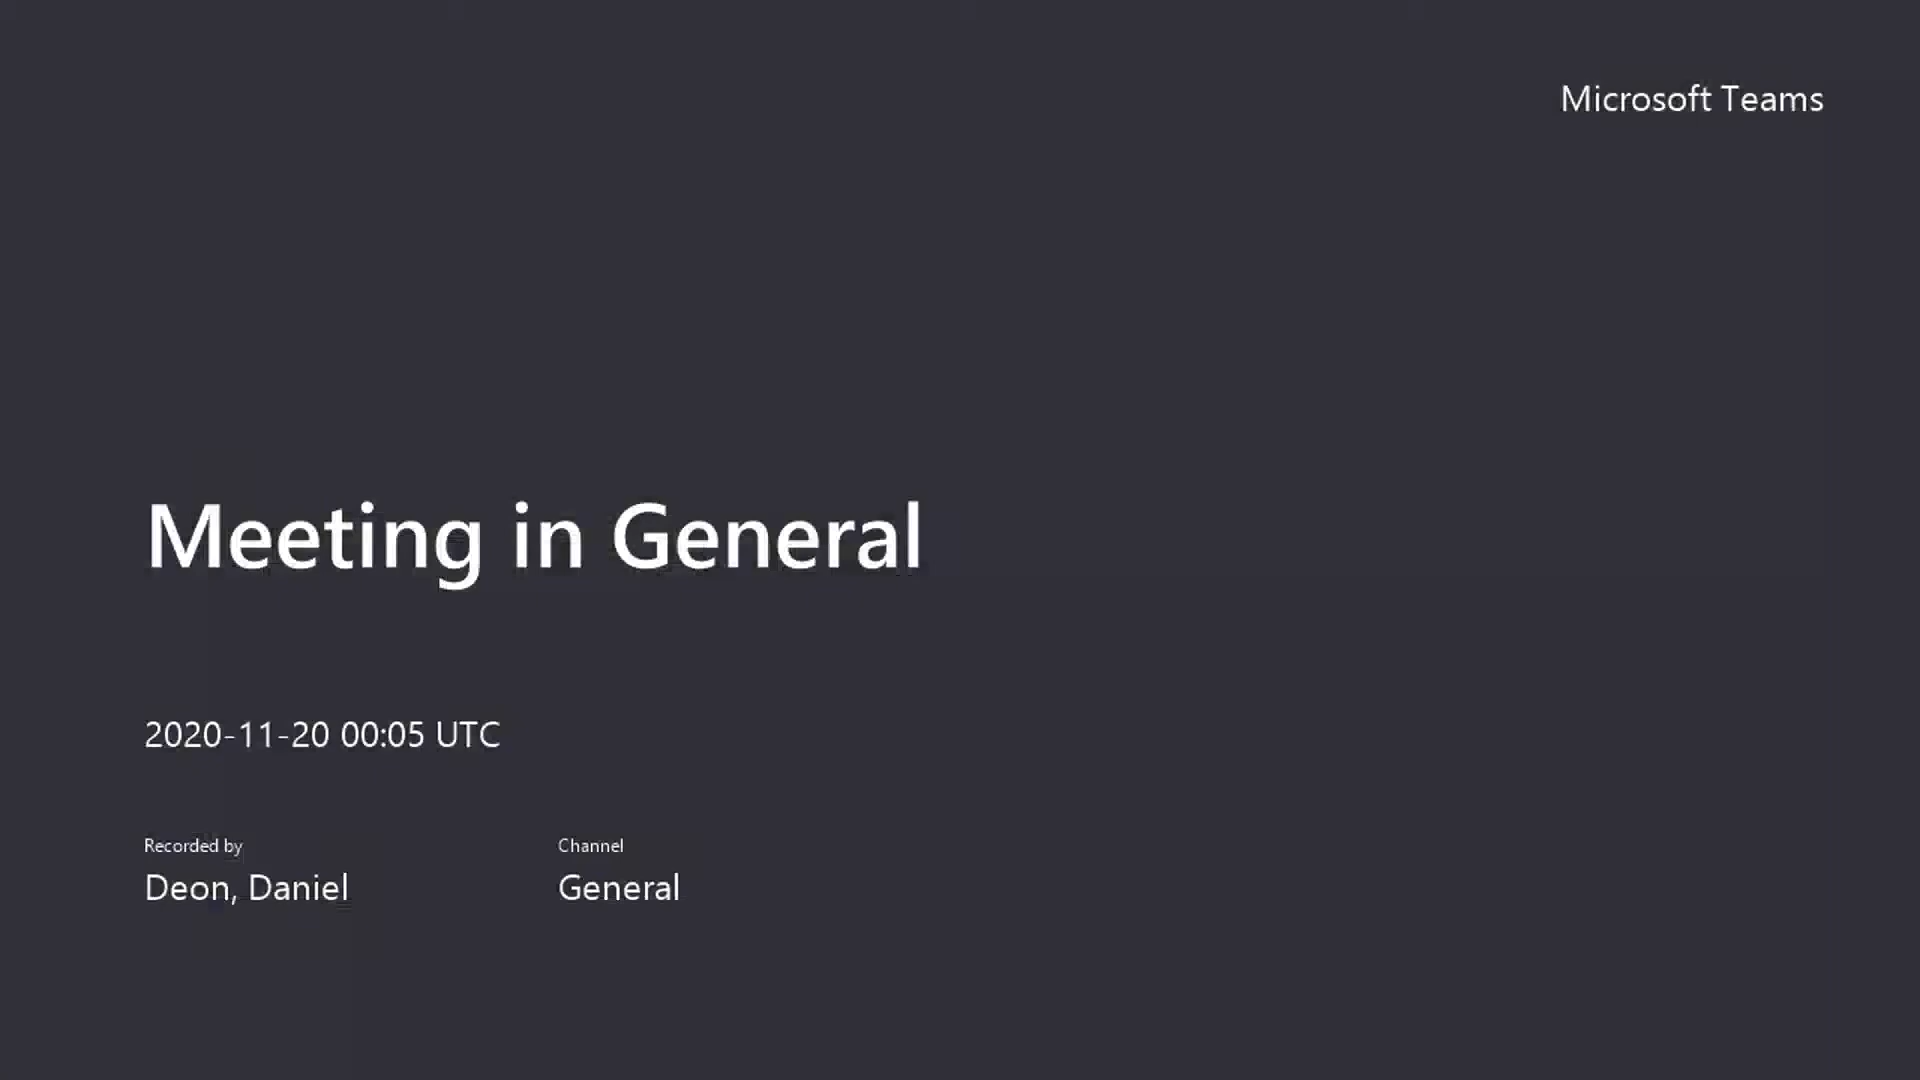 Microsoft Teams
Meeting in General
2020-11-20 00:05 UTC
Recorded by
Deon, Daniel
Channel
General